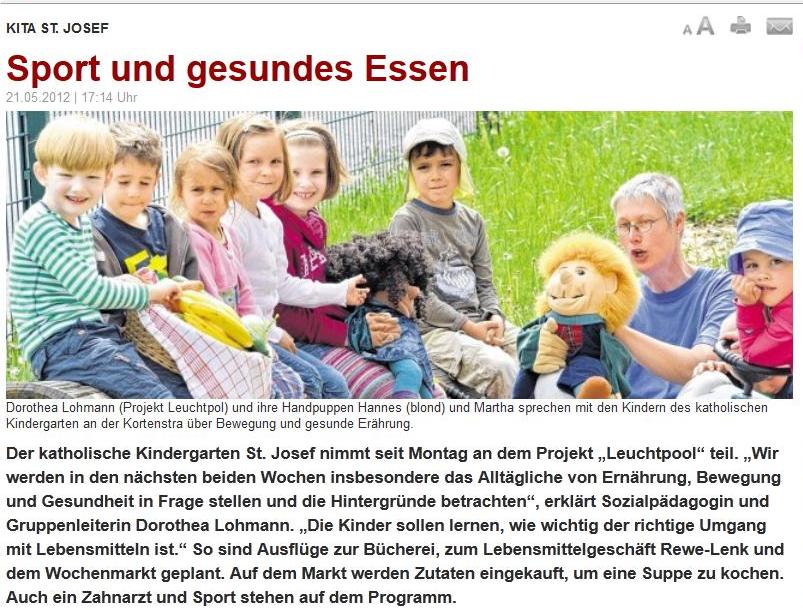 KITA ST. JOSEF
A A
Sport und gesundes Essen
21.05.2012 | 17:14 Uhr
Dorothea Lohmann (Projekt Leuchtpol) und ihre Handpuppen Hannes (blond) und Martha sprechen mit den Kindern des katholischen
Kindergarten an der Kortenstra über Bewegung und gesunde Erährung.
Der katholische Kindergarten St. Josef nimmt seit Montag an dem Projekt „Leuchtpool“ teil. „Wir
werden in den nächsten beiden Wochen insbesondere das Alltägliche von Ernährung, Bewegung
und Gesundheit in Frage stellen und die Hintergründe betrachten“, erklärt Sozialpädagogin und
Gruppenleiterin Dorothea Lohmann. „Die Kinder sollen lernen, wie wichtig der richtige Umgang
mit Lebensmitteln ist.“ So sind Ausflüge zur Bücherei, zum Lebensmittelgeschäft Rewe-Lenk und
dem Wochenmarkt geplant. Auf dem Markt werden Zutaten eingekauft, um eine Suppe zu kochen.
Auch ein Zahnarzt und Sport stehen auf dem Programm.